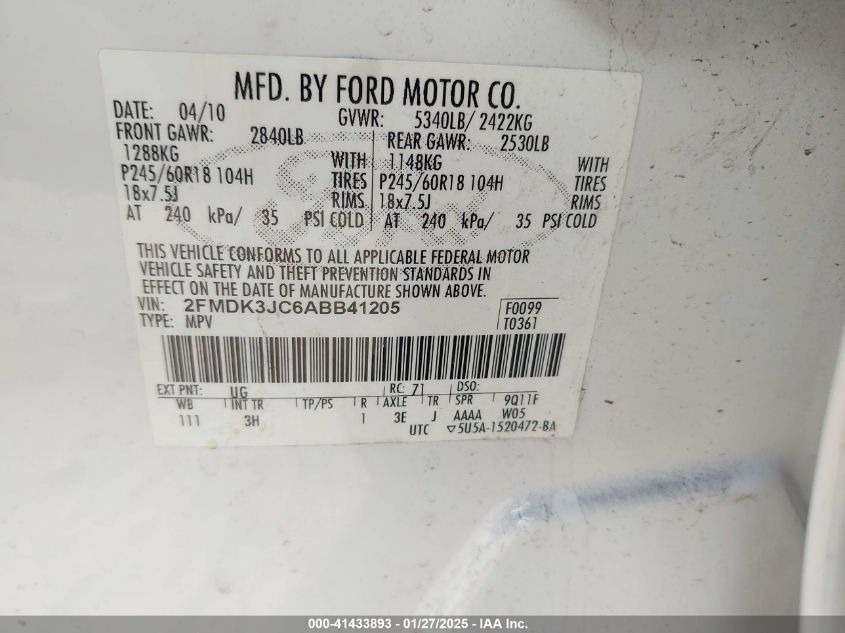 MFD. BY FORD MOTOR CO.
DATE: 04/10 GVWR: 5340LB/ 2422KG
FRONT GAWR: 2840LB REAR GAWR: 2530LB
1288KG WITH 1148KG WITH
P245/60R18 104H TIRES P245/60R18 104H TIRES
18x7.5J RIMS 18x7.5J RIMS
AT 240 kPa/ 35 PSI COLD AT 240 kPa/ 35 PSI COLD
THIS VEHICLE CONFORMS TO ALL APPLICABLE FEDERAL MOTOR
VEHICLE SAFETY AND THEFT PREVENTION STANDARDS IN
EFFECT ON THE DATE OF MANUFACTURE SHOWN ABOVE.
VIN: 2FMDK3JC6ABB41205 F0099
TYPE: MPV T0361
EXT PNT: UG RC: 71 DSO:
WB INT TR TP/PS R AXLE TR SPR 9Q11F
111 3H 1 3E J AAAA W05
UTC ▽5U5A-1520472-BA
000-41433893 — 01/27/2025 — IAA Inc.